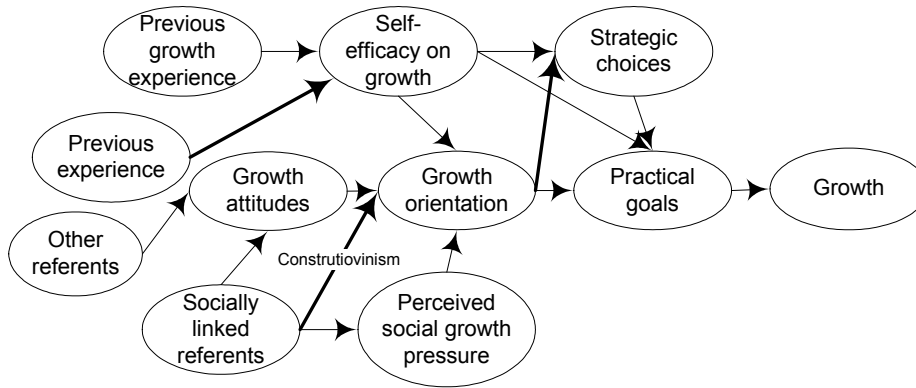 Previous
growth
experience
Self-
efficacy on
growth
Strategic
choices
Previous
experience
Growth
attitudes
Growth
orientation
Practical
goals
Growth
Other
referents
Construtiovinism
Socially
linked
referents
Perceived
social growth
pressure